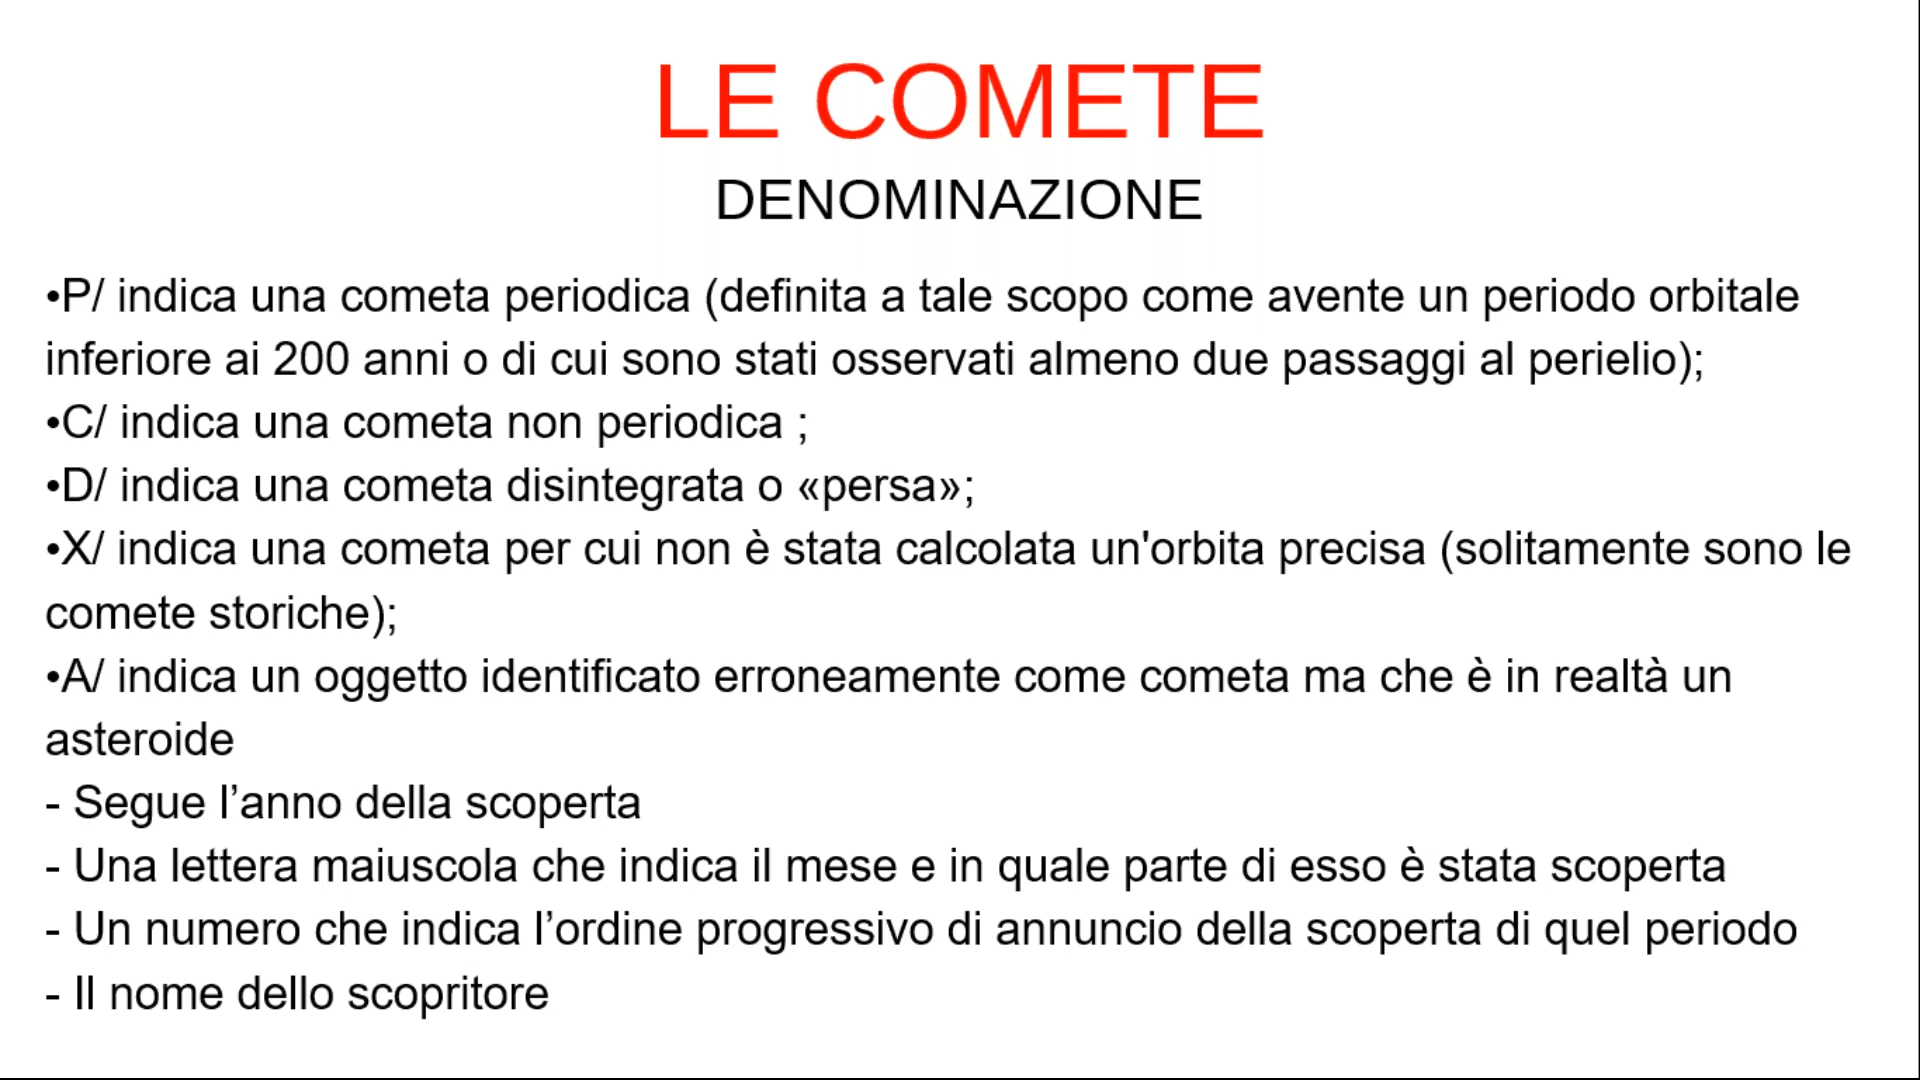 LE COMETE
DENOMINAZIONE
•P/ indica una cometa periodica (definita a tale scopo come avente un periodo orbitale
inferiore ai 200 anni o di cui sono stati osservati almeno due passaggi al perielio);
•C/ indica una cometa non periodica ;
•D/ indica una cometa disintegrata o «persa»;
•X/ indica una cometa per cui non è stata calcolata un'orbita precisa (solitamente sono le
comete storiche);
•A/ indica un oggetto identificato erroneamente come cometa ma che è in realtà un
asteroide
- Segue l’anno della scoperta
- Una lettera maiuscola che indica il mese e in quale parte di esso è stata scoperta
- Un numero che indica l’ordine progressivo di annuncio della scoperta di quel periodo
- Il nome dello scopritore